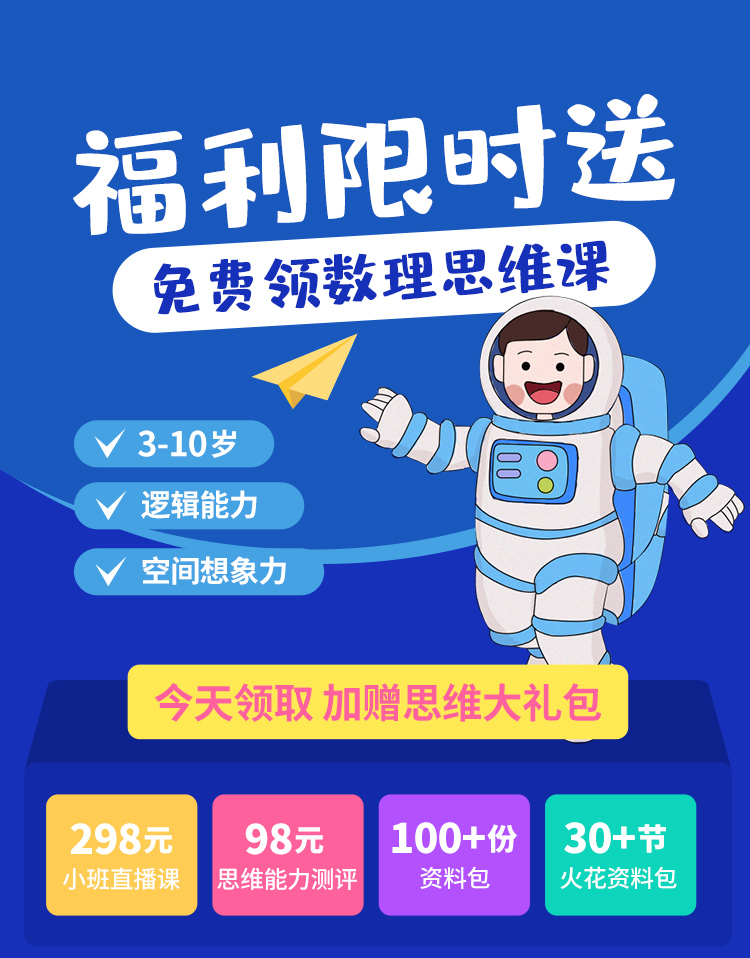 福利限时送
免费领数理思维课
3-10岁
逻辑能力
空间想象力
今天领取 加赠思维大礼包
298元
小班直播课
98元
思维能力测评
100+份
资料包
30+节
火花资料包